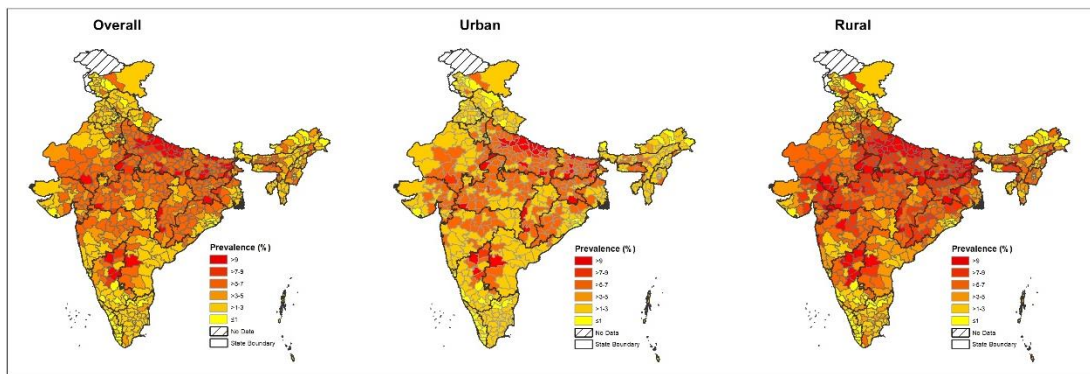 Overall
Urban
Rural
Prevalence (%)
>9
>7-9
>5-7
>3-5
>1-3
≤1
No Data
State Boundary
Prevalence (%)
>9
>7-9
>5-7
>3-5
>1-3
≤1
No Data
State Boundary
Prevalence (%)
>9
>7-9
>5-7
>3-5
>1-3
≤1
No Data
State Boundary